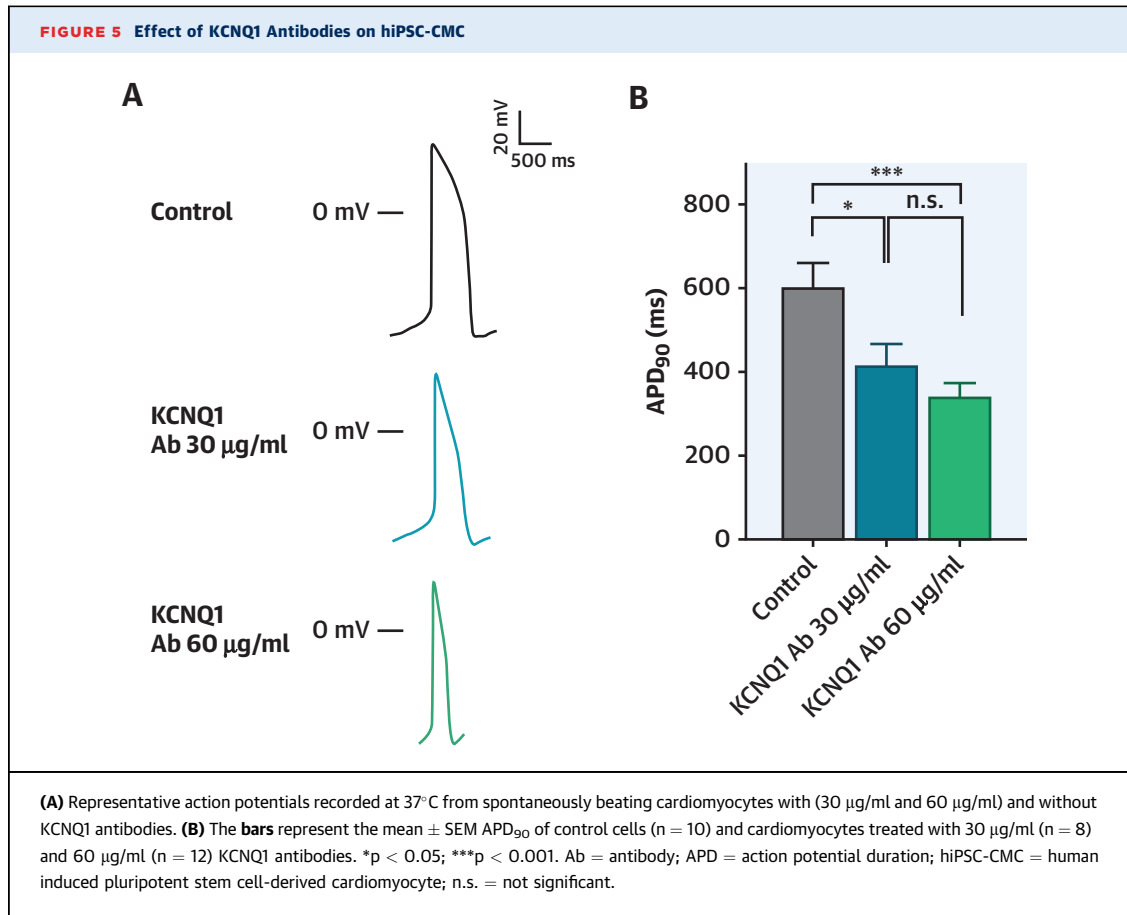 FIGURE 5 Effect of KCNQ1 Antibodies on hiPSC-CMC
A
20 mV
500 ms
Control
0 mV
KCNQ1
Ab 30 μg/ml
0 mV
KCNQ1
Ab 60 μg/ml
0 mV
B
APD90 (ms)
800
600
400
200
0
***
*
n.s.
Control
KCNQ1 Ab 30 μg/ml
KCNQ1 Ab 60 μg/ml
(A) Representative action potentials recorded at 37°C from spontaneously beating cardiomyocytes with (30 μg/ml and 60 μg/ml) and without
KCNQ1 antibodies. (B) The bars represent the mean ± SEM APD90 of control cells (n = 10) and cardiomyocytes treated with 30 μg/ml (n = 8)
and 60 μg/ml (n = 12) KCNQ1 antibodies. *p < 0.05; ***p < 0.001. Ab = antibody; APD = action potential duration; hiPSC-CMC = human
induced pluripotent stem cell-derived cardiomyocyte; n.s. = not significant.